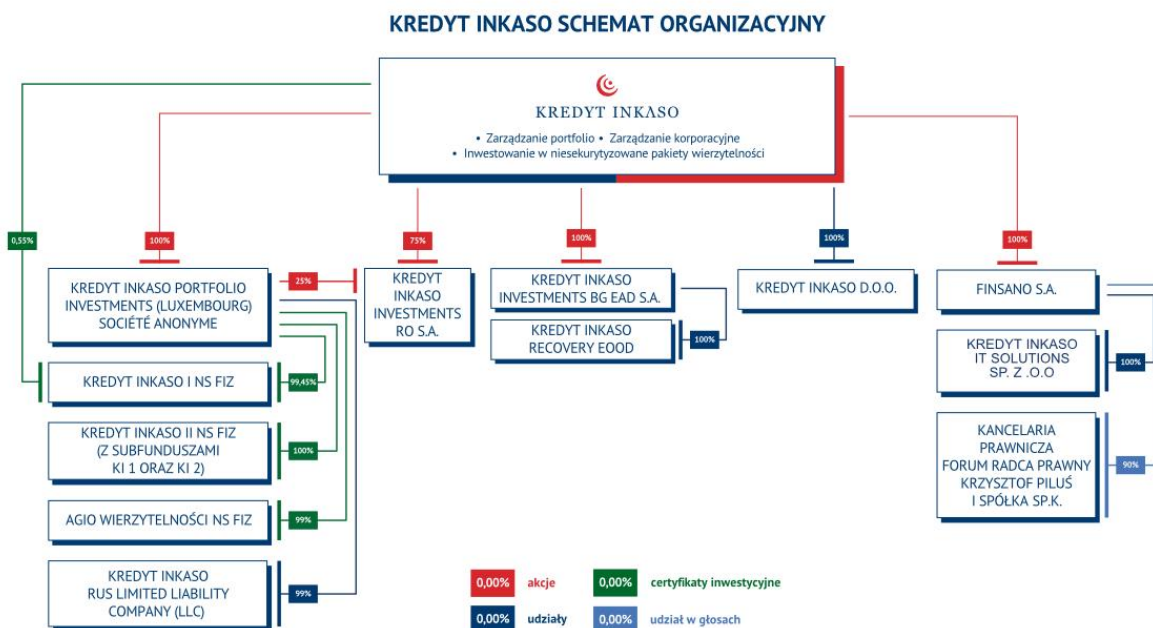 KREDYT INKASO SCHEMAT ORGANIZACYJNY
KREDYT INKASO
• Zarządzanie portfolio • Zarządzanie korporacyjne
• Inwestowanie w niesekurytyzowane pakiety wierzytelności
0,55%
100%
75%
100%
100%
100%
KREDYT INKASO PORTFOLIO
INVESTMENTS (LUXEMBOURG)
SOCIÉTÉ ANONYME
25%
KREDYT
INKASO
INVESTMENTS
RO S.A.
KREDYT INKASO
INVESTMENTS BG EAD S.A.
KREDYT INKASO
RECOVERY EOOD
100%
KREDYT INKASO D.O.O.
FINSANO S.A.
KREDYT INKASO
IT SOLUTIONS
SP. Z .O.O
100%
KREDYT INKASO I NS FIZ
99,45%
KREDYT INKASO II NS FIZ
(Z SUBFUNDUSZAMI
KI 1 ORAZ KI 2)
100%
KANCELARIA
PRAWNICZA
FORUM RADCA PRAWNY
KRZYSZTOF PILUŚ
I SPÓŁKA SP.K.
90%
AGIO WIERZYTELNOŚCI NS FIZ
99%
KREDYT INKASO
RUS LIMITED LIABILITY
COMPANY (LLC)
99%
0,00% akcje
0,00% certyfikaty inwestycyjne
0,00% udziały
0,00% udział w głosach